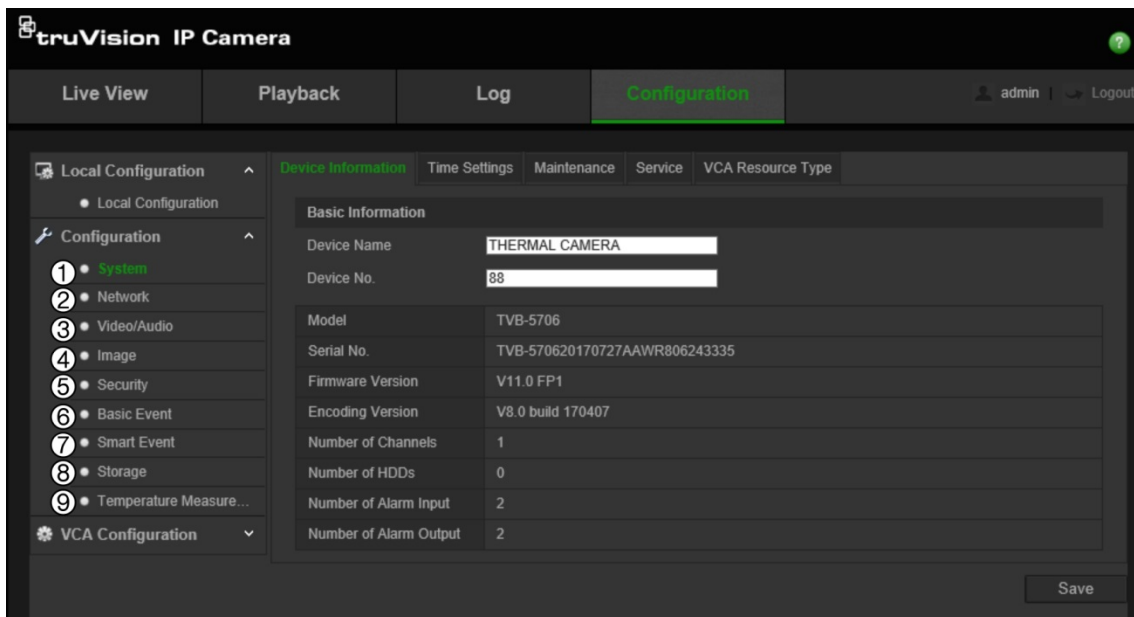 truVision IP Camera
?
Live View Playback Log Configuration admin | Logout
Local Configuration
Local Configuration
Configuration
1 System
2 Network
3 Video/Audio
4 Image
5 Security
6 Basic Event
7 Smart Event
8 Storage
9 Temperature Measure...
VCA Configuration
Device Information Time Settings Maintenance Service VCA Resource Type
Basic Information
Device Name THERMAL CAMERA
Device No. 88
Model TVB-5706
Serial No. TVB-570620170727AAWR806243335
Firmware Version V11.0 FP1
Encoding Version V8.0 build 170407
Number of Channels 1
Number of HDDs 0
Number of Alarm Input 2
Number of Alarm Output 2
Save